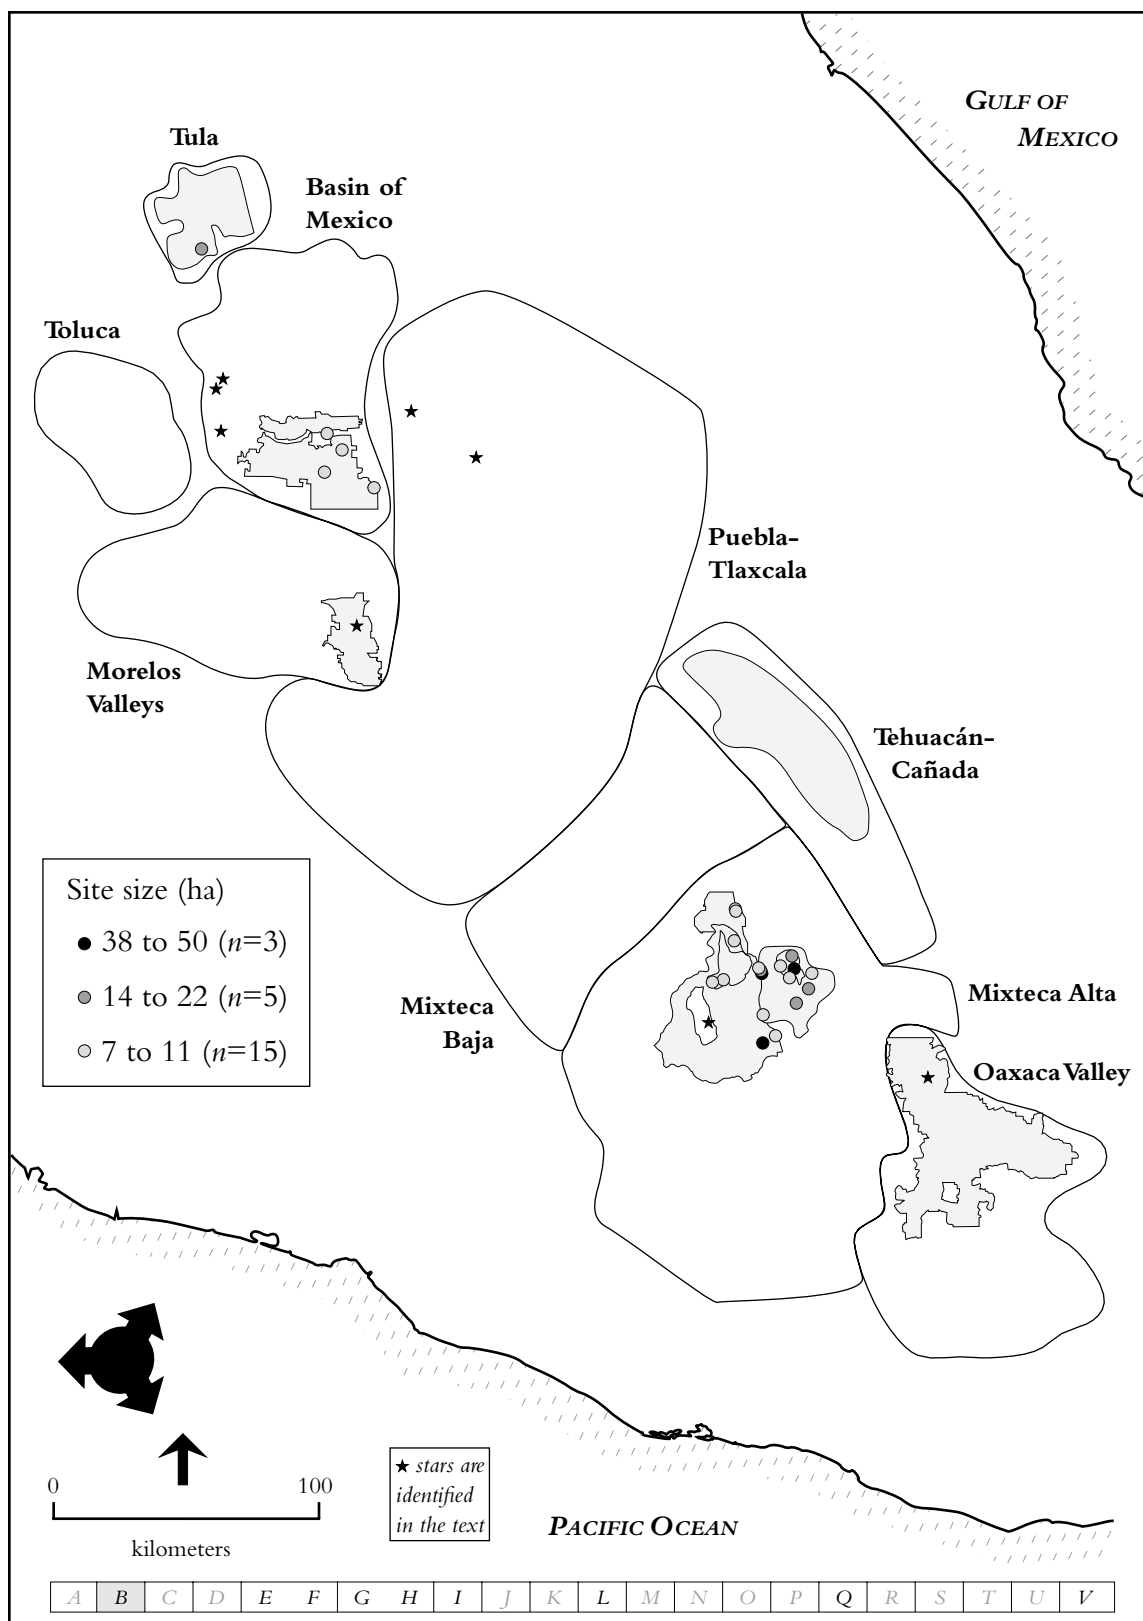 GULF OF
MEXICO
Tula
Basin of
Mexico
Toluca
Puebla-
Tlaxcala
Morelos
Valleys
Tehuacán-
Cañada
Site size (ha)
38 to 50 (n=3)
14 to 22 (n=5)
7 to 11 (n=15)
Mixteca
Baja
Mixteca Alta
Oaxaca Valley
0 100
kilometers
★ stars are
identified
in the text
PACIFIC OCEAN
A B C D E F G H I J K L M N O P Q R S T U V